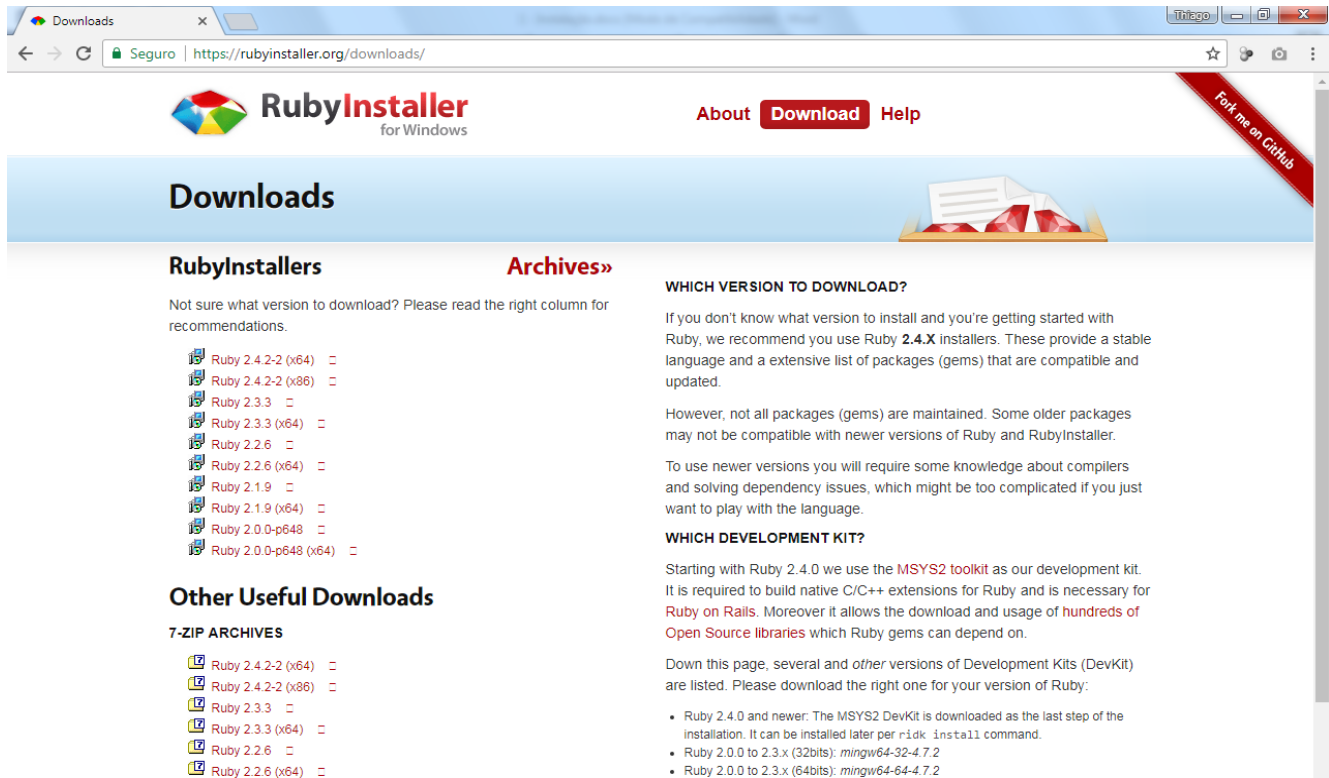 Downloads
Thiago
Seguro | https://rubyinstaller.org/downloads/
RubyInstaller
for Windows
About Download Help
Fork me on GitHub
Downloads
RubyInstallers
Archives»
Not sure what version to download? Please read the right column for
recommendations.
Ruby 2.4.2-2 (x64)
Ruby 2.4.2-2 (x86)
Ruby 2.3.3
Ruby 2.3.3 (x64)
Ruby 2.2.6
Ruby 2.2.6 (x64)
Ruby 2.1.9
Ruby 2.1.9 (x64)
Ruby 2.0.0-p648
Ruby 2.0.0-p648 (x64)
Other Useful Downloads
7-ZIP ARCHIVES
Ruby 2.4.2-2 (x64)
Ruby 2.4.2-2 (x86)
Ruby 2.3.3
Ruby 2.3.3 (x64)
Ruby 2.2.6
Ruby 2.2.6 (x64)
WHICH VERSION TO DOWNLOAD?
If you don't know what version to install and you're getting started with
Ruby, we recommend you use Ruby 2.4.X installers. These provide a stable
language and a extensive list of packages (gems) that are compatible and
updated.
However, not all packages (gems) are maintained. Some older packages
may not be compatible with newer versions of Ruby and RubyInstaller.
To use newer versions you will require some knowledge about compilers
and solving dependency issues, which might be too complicated if you just
want to play with the language.
WHICH DEVELOPMENT KIT?
Starting with Ruby 2.4.0 we use the MSYS2 toolkit as our development kit.
It is required to build native C/C++ extensions for Ruby and is necessary for
Ruby on Rails. Moreover it allows the download and usage of hundreds of
Open Source libraries which Ruby gems can depend on.
Down this page, several and other versions of Development Kits (DevKit)
are listed. Please download the right one for your version of Ruby:
• Ruby 2.4.0 and newer: The MSYS2 DevKit is downloaded as the last step of the
installation. It can be installed later per ridk install command.
• Ruby 2.0.0 to 2.3.x (32bits): mingw64-32-4.7.2
• Ruby 2.0.0 to 2.3.x (64bits): mingw64-64-4.7.2